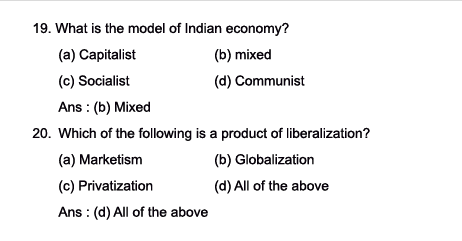 19. What is the model of Indian economy?
(a) Capitalist (b) mixed
(c) Socialist (d) Communist
Ans : (b) Mixed
20. Which of the following is a product of liberalization?
(a) Marketism (b) Globalization
(c) Privatization (d) All of the above
Ans : (d) All of the above